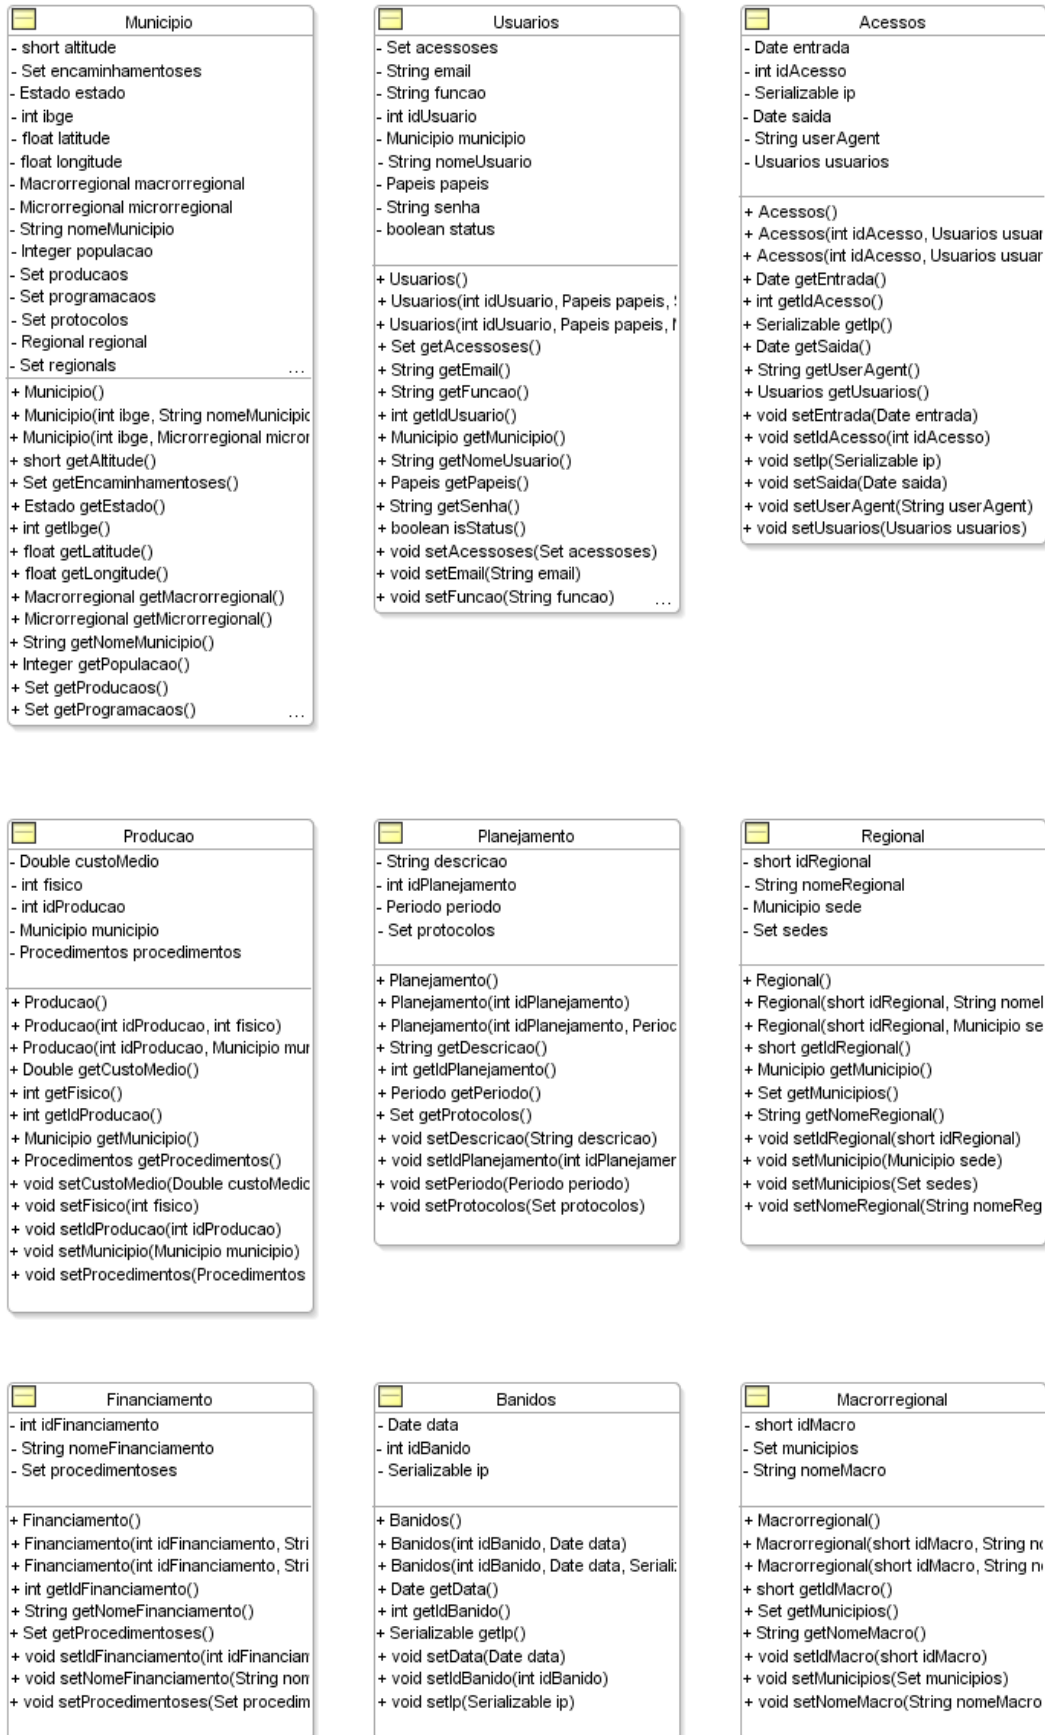 Municipio
- short altitude
- Set encaminhamentoses
- Estado estado
- int ibge
- float latitude
- float longitude
- Macrorregional macrorregional
- Microrregional microrregional
- String nomeMunicipio
- Integer populacao
- Set producaos
- Set programacaos
- Set protocolos
- Regional regional
- Set regionals
...
+ Municipio()
+ Municipio(int ibge, String nomeMunicipic
+ Municipio(int ibge, Microrregional micror
+ short getAltitude()
+ Set getEncaminhamentoses()
+ Estado getEstado()
+ int getIbge()
+ float getLatitude()
+ float getLongitude()
+ Macrorregional getMacrorregional()
+ Microrregional getMicrorregional()
+ String getNomeMunicipio()
+ Integer getPopulacao()
+ Set getProducaos()
+ Set getProgramacaos()
...
Usuarios
- Set acessoses
- String email
- String funcao
- int idUsuario
- Municipio municipio
- String nomeUsuario
- Papeis papeis
- String senha
- boolean status
+ Usuarios()
+ Usuarios(int idUsuario, Papeis papeis,
+ Usuarios(int idUsuario, Papeis papeis,
+ Set getAcessoses()
+ String getEmail()
+ String getFuncao()
+ int getIdUsuario()
+ Municipio getMunicipio()
+ String getNomeUsuario()
+ Papeis getPapeis()
+ String getSenha()
+ boolean isStatus()
+ void setAcessoses(Set acessoses)
+ void setEmail(String email)
+ void setFuncao(String funcao)
...
Acessos
- Date entrada
- int idAcesso
- Serializable ip
- Date saida
- String userAgent
- Usuarios usuarios
+ Acessos()
+ Acessos(int idAcesso, Usuarios usuar
+ Acessos(int idAcesso, Usuarios usuar
+ Date getEntrada()
+ int getIdAcesso()
+ Serializable getIp()
+ Date getSaida()
+ String getUserAgent()
+ Usuarios getUsuarios()
+ void setEntrada(Date entrada)
+ void setIdAcesso(int idAcesso)
+ void setIp(Serializable ip)
+ void setSaida(Date saida)
+ void setUserAgent(String userAgent)
+ void setUsuarios(Usuarios usuarios)
Producao
- Double custoMedio
- int fisico
- int idProducao
- Municipio municipio
- Procedimentos procedimentos
+ Producao()
+ Producao(int idProducao, int fisico)
+ Producao(int idProducao, Municipio mur
+ Double getCustoMedio()
+ int getFisico()
+ int getIdProducao()
+ Municipio getMunicipio()
+ Procedimentos getProcedimentos()
+ void setCustoMedio(Double custoMedic
+ void setFisico(int fisico)
+ void setIdProducao(int idProducao)
+ void setMunicipio(Municipio municipio)
+ void setProcedimentos(Procedimentos
Planejamento
- String descricao
- int idPlanejamento
- Periodo periodo
- Set protocolos
+ Planejamento()
+ Planejamento(int idPlanejamento)
+ Planejamento(int idPlanejamento, Perioc
+ String getDescricao()
+ int getIdPlanejamento()
+ Periodo getPeriodo()
+ Set getProtocolos()
+ void setDescricao(String descricao)
+ void setIdPlanejamento(int idPlanejamer
+ void setPeriodo(Periodo periodo)
+ void setProtocolos(Set protocolos)
Regional
- short idRegional
- String nomeRegional
- Municipio sede
- Set sedes
+ Regional()
+ Regional(short idRegional, String nomel
+ Regional(short idRegional, Municipio se
+ short getIdRegional()
+ Municipio getMunicipio()
+ Set getMunicipios()
+ String getNomeRegional()
+ void setIdRegional(short idRegional)
+ void setMunicipio(Municipio sede)
+ void setMunicipios(Set sedes)
+ void setNomeRegional(String nomeReg
Financiamento
- int idFinanciamento
- String nomeFinanciamento
- Set procedimentoses
+ Financiamento()
+ Financiamento(int idFinanciamento, Stri
+ Financiamento(int idFinanciamento, Stri
+ int getIdFinanciamento()
+ String getNomeFinanciamento()
+ Set getProcedimentoses()
+ void setIdFinanciamento(int idFinanciam
+ void setNomeFinanciamento(String nom
+ void setProcedimentoses(Set procedim
Banidos
- Date data
- int idBanido
- Serializable ip
+ Banidos()
+ Banidos(int idBanido, Date data)
+ Banidos(int idBanido, Date data, Seriali
+ Date getData()
+ int getIdBanido()
+ Serializable getIp()
+ void setData(Date data)
+ void setIdBanido(int idBanido)
+ void setIp(Serializable ip)
Macrorregional
- short idMacro
- Set municipios
- String nomeMacro
+ Macrorregional()
+ Macrorregional(short idMacro, String no
+ Macrorregional(short idMacro, String no
+ short getIdMacro()
+ Set getMunicipios()
+ String getNomeMacro()
+ void setIdMacro(short idMacro)
+ void setMunicipios(Set municipios)
+ void setNomeMacro(String nomeMacro